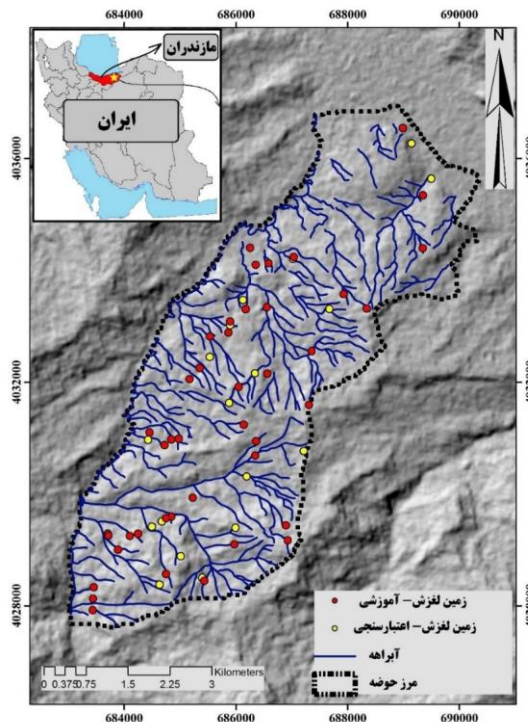 684000 686000 688000 690000
مازندران
ایران
N
4036000
4032000
4028000
زمین لغزش- آموزشی
زمین لغزش- اعتبارسنجی
آبراهه
مرز حوضه
Kilometers
0 0.375 0.75 1.5 2.25 3
684000 686000 688000 690000